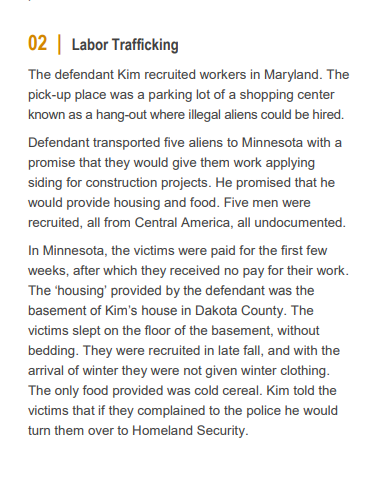 02 | Labor Trafficking
The defendant Kim recruited workers in Maryland. The
pick-up place was a parking lot of a shopping center
known as a hang-out where illegal aliens could be hired.
Defendant transported five aliens to Minnesota with a
promise that they would give them work applying
siding for construction projects. He promised that he
would provide housing and food. Five men were
recruited, all from Central America, all undocumented.
In Minnesota, the victims were paid for the first few
weeks, after which they received no pay for their work.
The ‘housing’ provided by the defendant was the
basement of Kim’s house in Dakota County. The
victims slept on the floor of the basement, without
bedding. They were recruited in late fall, and with the
arrival of winter they were not given winter clothing.
The only food provided was cold cereal. Kim told the
victims that if they complained to the police he would
turn them over to Homeland Security.